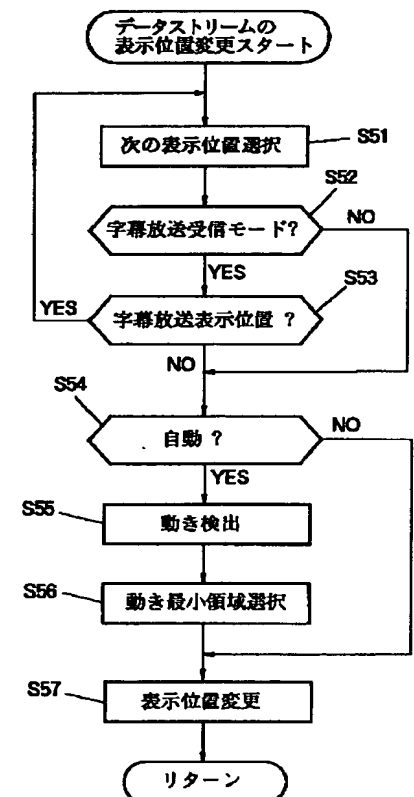 データストリームの
表示位置変更スタート
次の表示位置選択
S51
S52
字幕放送受信モード?
NO
YES
S53
YES
字幕放送表示位置 ?
NO
S54
自動 ?
NO
YES
S55
動き検出
S56
動き最小領域選択
S57
表示位置変更
リターン